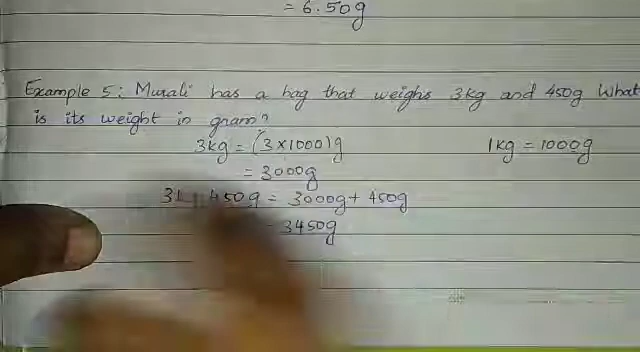 = 6.50g
Example 5: Murali has a bag that weighs 3kg and 450g What
is its weight in gram?
3kg = (3×1000)g 1kg = 1000g
= 3000g
450g = 3000g + 450g
3450g